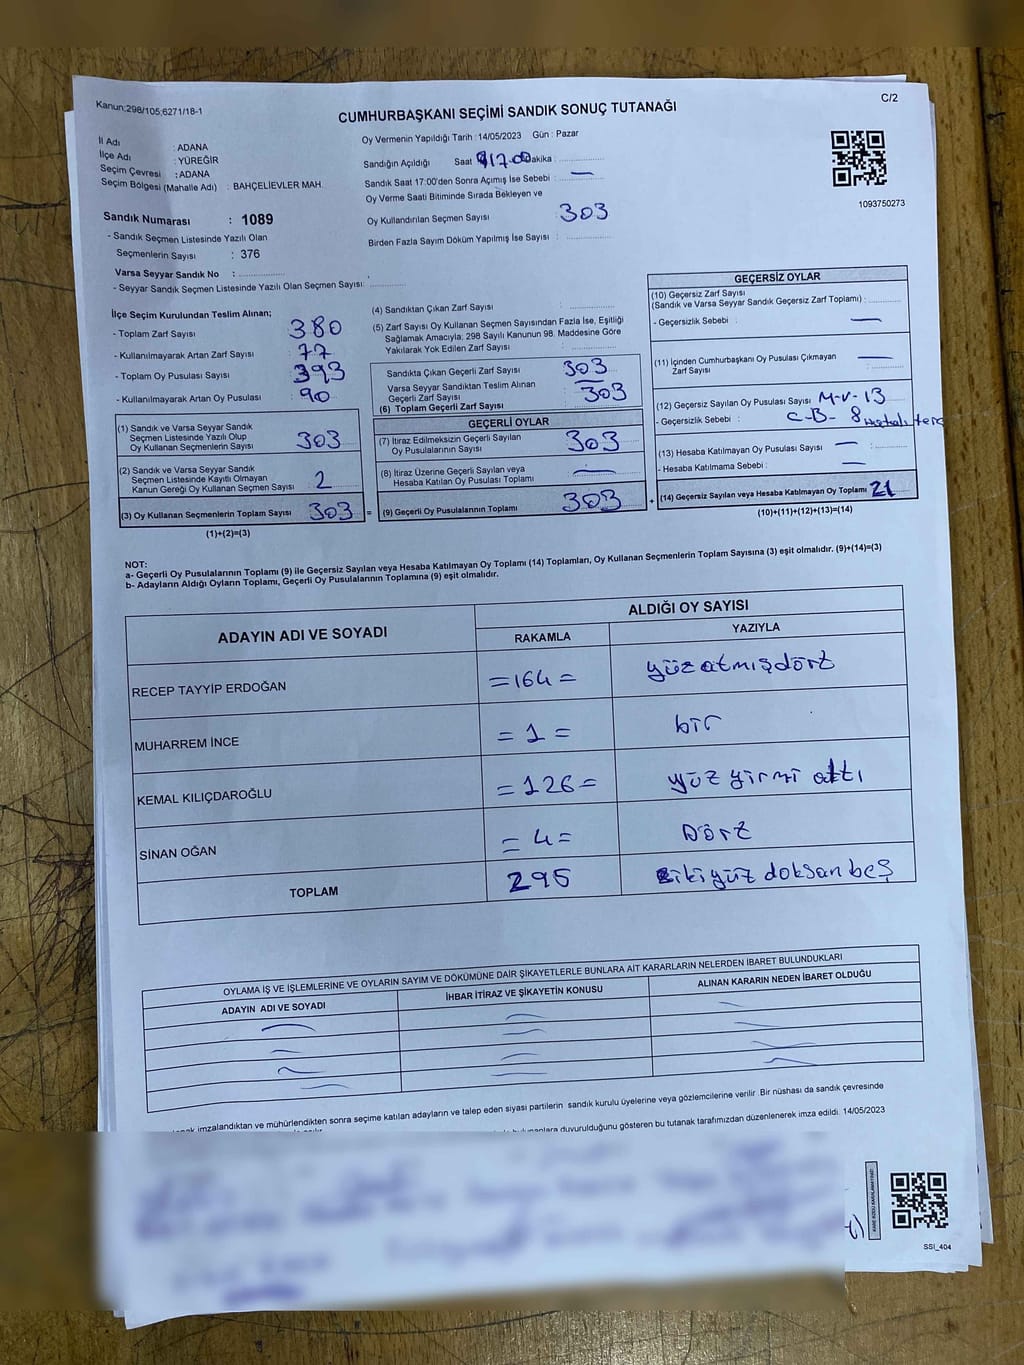 Kanun:298/105;6271/18-1
C/2
CUMHURBAŞKANI SEÇİMİ SANDIK SONUÇ TUTANAĞI
İl Adı : ADANA
İlçe Adı : YÜREĞİR
Seçim Çevresi : ADANA
Seçim Bölgesi (Mahalle Adı) : BAHÇELİEVLER MAH.
Sandık Numarası : 1089
- Sandık Seçmen Listesinde Yazılı Olan
Seçmenlerin Sayısı : 376
Varsa Seyyar Sandık No :
- Seyyar Sandık Seçmen Listesinde Yazılı Olan Seçmen Sayısı:
Oy Vermenin Yapıldığı Tarih : 14/05/2023 Gün : Pazar
Sandığın Açıldığı Saat 17.00 Dakika :
Sandık Saat 17:00'den Sonra Açımış İse Sebebi : —
Oy Verme Saati Bitiminde Sırada Bekleyen ve
Oy Kullandırılan Seçmen Sayısı : 303
Birden Fazla Sayım Döküm Yapılmış İse Sayısı :
1093750273
İlçe Seçim Kurulundan Teslim Alınan;
- Toplam Zarf Sayısı : 380
- Kullanılmayarak Artan Zarf Sayısı : 77
- Toplam Oy Pusulası Sayısı : 393
- Kullanılmayarak Artan Oy Pusulası : 90
(1) Sandık ve Varsa Seyyar Sandık
Seçmen Listesinde Yazılı Olup
Oy Kullanan Seçmenlerin Sayısı 303
(2) Sandık ve Varsa Seyyar Sandık
Seçmen Listesinde Kayıtlı Olmayan
Kanun Gereği Oy Kullanan Seçmen Sayısı 2
(3) Oy Kullanan Seçmenlerin Toplam Sayısı 303 =
(1)+(2)=(3)
(4) Sandıktan Çıkan Zarf Sayısı :
(5) Zarf Sayısı Oy Kullanan Seçmen Sayısından Fazla İse, Eşitliği
Sağlamak Amacıyla; 298 Sayılı Kanunun 98. Maddesine Göre
Yakılarak Yok Edilen Zarf Sayısı :
Sandıkta Çıkan Geçerli Zarf Sayısı : 303
Varsa Seyyar Sandıktan Teslim Alınan
Geçerli Zarf Sayısı : 303
(6) Toplam Geçerli Zarf Sayısı
GEÇERLİ OYLAR
(7) İtiraz Edilmeksizin Geçerli Sayılan
Oy Pusulalarının Sayısı 303
(8) İtiraz Üzerine Geçerli Sayılan veya
Hesaba Katılan Oy Pusulası Toplamı —
(9) Geçerli Oy Pusulalarının Toplamı 303 +
GEÇERSİZ OYLAR
(10) Geçersiz Zarf Sayısı
(Sandık ve Varsa Seyyar Sandık Geçersiz Zarf Toplamı) :
- Geçersizlik Sebebi : —
(11) İçinden Cumhurbaşkanı Oy Pusulası Çıkmayan
Zarf Sayısı : —
(12) Geçersiz Sayılan Oy Pusulası Sayısı M-V-13
- Geçersizlik Sebebi : C-B- 8
(13) Hesaba Katılmayan Oy Pusulası Sayısı —
- Hesaba Katılmama Sebebi : —
(14) Geçersiz Sayılan veya Hesaba Katılmayan Oy Toplamı 21
(10)+(11)+(12)+(13)=(14)
NOT:
a- Geçerli Oy Pusulalarının Toplamı (9) ile Geçersiz Sayılan veya Hesaba Katılmayan Oy Toplamı (14) Toplamları, Oy Kullanan Seçmenlerin Toplam Sayısına (3) eşit olmalıdır. (9)+(14)=(3)
b- Adayların Aldığı Oyların Toplamı, Geçerli Oy Pusulalarının Toplamına (9) eşit olmalıdır.
ADAYIN ADI VE SOYADI ALDIĞI OY SAYISI
RAKAMLA YAZIYLA
RECEP TAYYİP ERDOĞAN =164= yüzatmışdört
MUHARREM İNCE =1= bir
KEMAL KILIÇDAROĞLU =126= yüz yirmi altı
SİNAN OĞAN =4= Dört
TOPLAM 295 ikiyüz doksan beş
OYLAMA İŞ VE İŞLEMLERİNE VE OYLARIN SAYIM VE DÖKÜMÜNE DAİR ŞİKAYETLERLE BUNLARA AİT KARARLARIN NELERDEN İBARET BULUNDUKLARI
ADAYIN ADI VE SOYADI İHBAR İTİRAZ VE ŞİKAYETİN KONUSU ALINAN KARARIN NEDEN İBARET OLDUĞU
imzalandıktan ve mühürlendikten sonra seçime katılan adayların ve talep eden siyasi partilerin sandık kurulu üyelerine veya gözlemcilerine verilir. Bir nüshası da sandık çevresinde
duyurulduğunu gösteren bu tutanak tarafımızdan düzenlenerek imza edildi. 14/05/2023
SSI_404